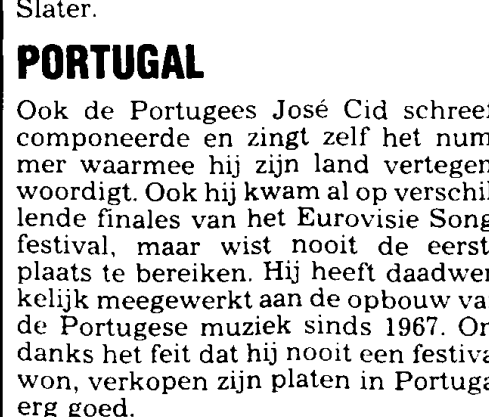 Slater.
PORTUGAL
Ook de Portugees José Cid schree
componeerde en zingt zelf het num
mer waarmee hij zijn land vertegen
woordigt. Ook hij kwam al op verschil
lende finales van het Eurovisie Song
festival, maar wist nooit de eerst
plaats te bereiken. Hij heeft daadwer
kelijk meegewerkt aan de opbouw va
de Portugese muziek sinds 1967. On
danks het feit dat hij nooit een festiva
won, verkopen zijn platen in Portuga
erg goed.